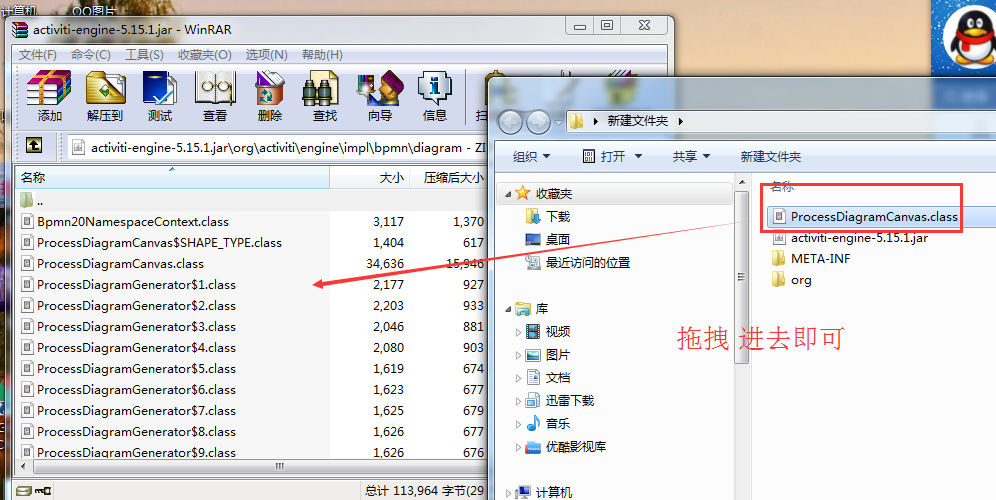 计算机
QQ图片
activiti-engine-5.15.1.jar - WinRAR
文件(F) 命令(C) 工具(S) 收藏夹(O) 选项(N) 帮助(H)
添加 解压到 测试 查看 删除 查找 向导 信息
activiti-engine-5.15.1.jar\org\activiti\engine\impl\bpmn\diagram - ZI
名称 大小 压缩后大小
..
Bpmn20NamespaceContext.class 3,117 1,370
ProcessDiagramCanvas$SHAPE_TYPE.class 1,404 617
ProcessDiagramCanvas.class 34,636 15,946
ProcessDiagramGenerator$1.class 2,177 927
ProcessDiagramGenerator$2.class 2,203 933
ProcessDiagramGenerator$3.class 2,046 881
ProcessDiagramGenerator$4.class 2,080 903
ProcessDiagramGenerator$5.class 1,619 674
ProcessDiagramGenerator$6.class 1,623 677
ProcessDiagramGenerator$7.class 1,625 679
ProcessDiagramGenerator$8.class 1,626 677
ProcessDiagramGenerator$9.class 1,626 676
总计 113,964 字节(29
新建文件夹
组织 打开 共享 新建文件夹
收藏夹
下载
桌面
最近访问的位置
库
视频
图片
文档
迅雷下载
音乐
优酷影视库
计算机
名称
ProcessDiagramCanvas.class
activiti-engine-5.15.1.jar
META-INF
org
拖拽 进去即可